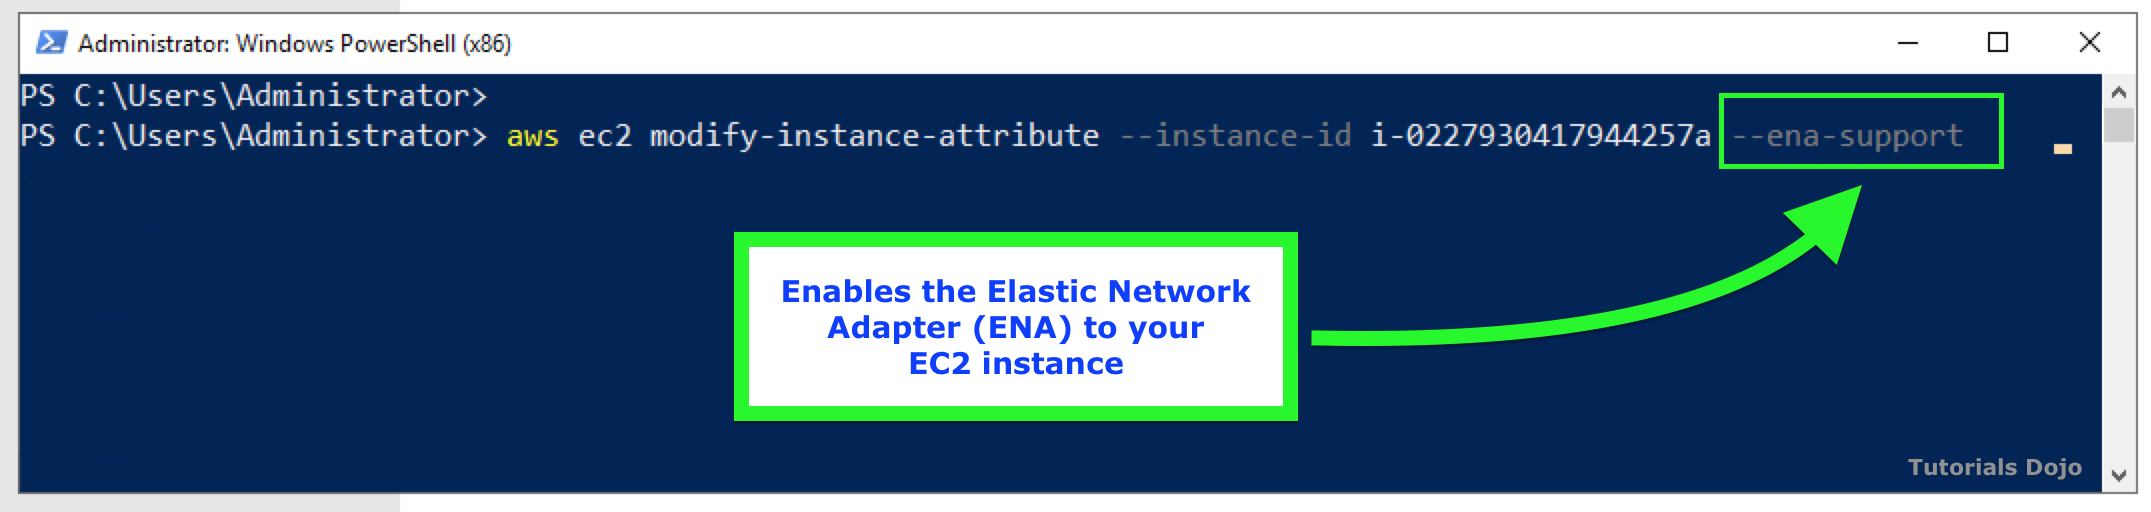 Administrator: Windows PowerShell (x86)
PS C:\Users\Administrator>
PS C:\Users\Administrator> aws ec2 modify-instance-attribute --instance-id i-0227930417944257a --ena-support
Enables the Elastic Network
Adapter (ENA) to your
EC2 instance
Tutorials Dojo